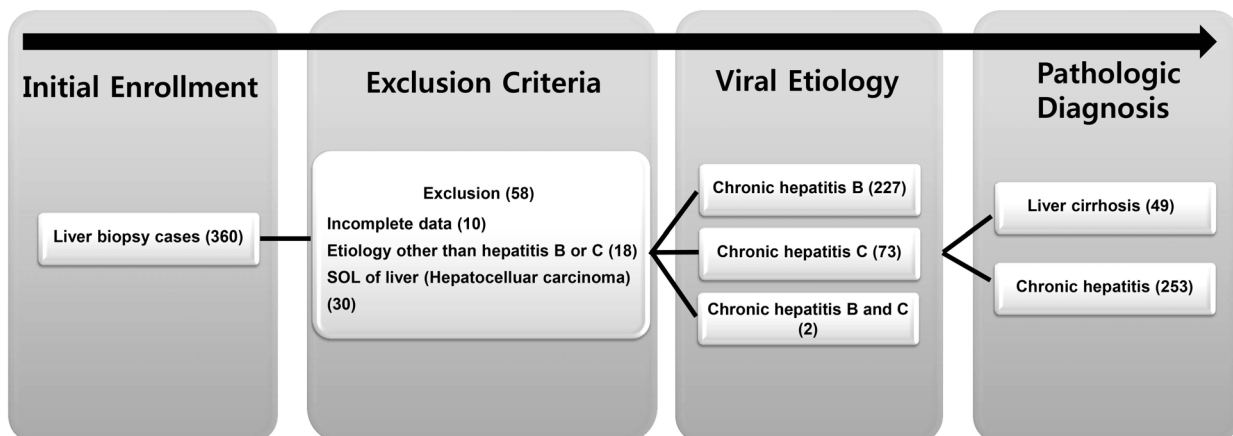 Initial Enrollment
Liver biopsy cases (360)
Exclusion Criteria
Exclusion (58)
Incomplete data (10)
Etiology other than hepatitis B or C (18)
SOL of liver (Hepatocelluar carcinoma)
(30)
Viral Etiology
Chronic hepatitis B (227)
Chronic hepatitis C (73)
Chronic hepatitis B and C
(2)
Pathologic
Diagnosis
Liver cirrhosis (49)
Chronic hepatitis (253)